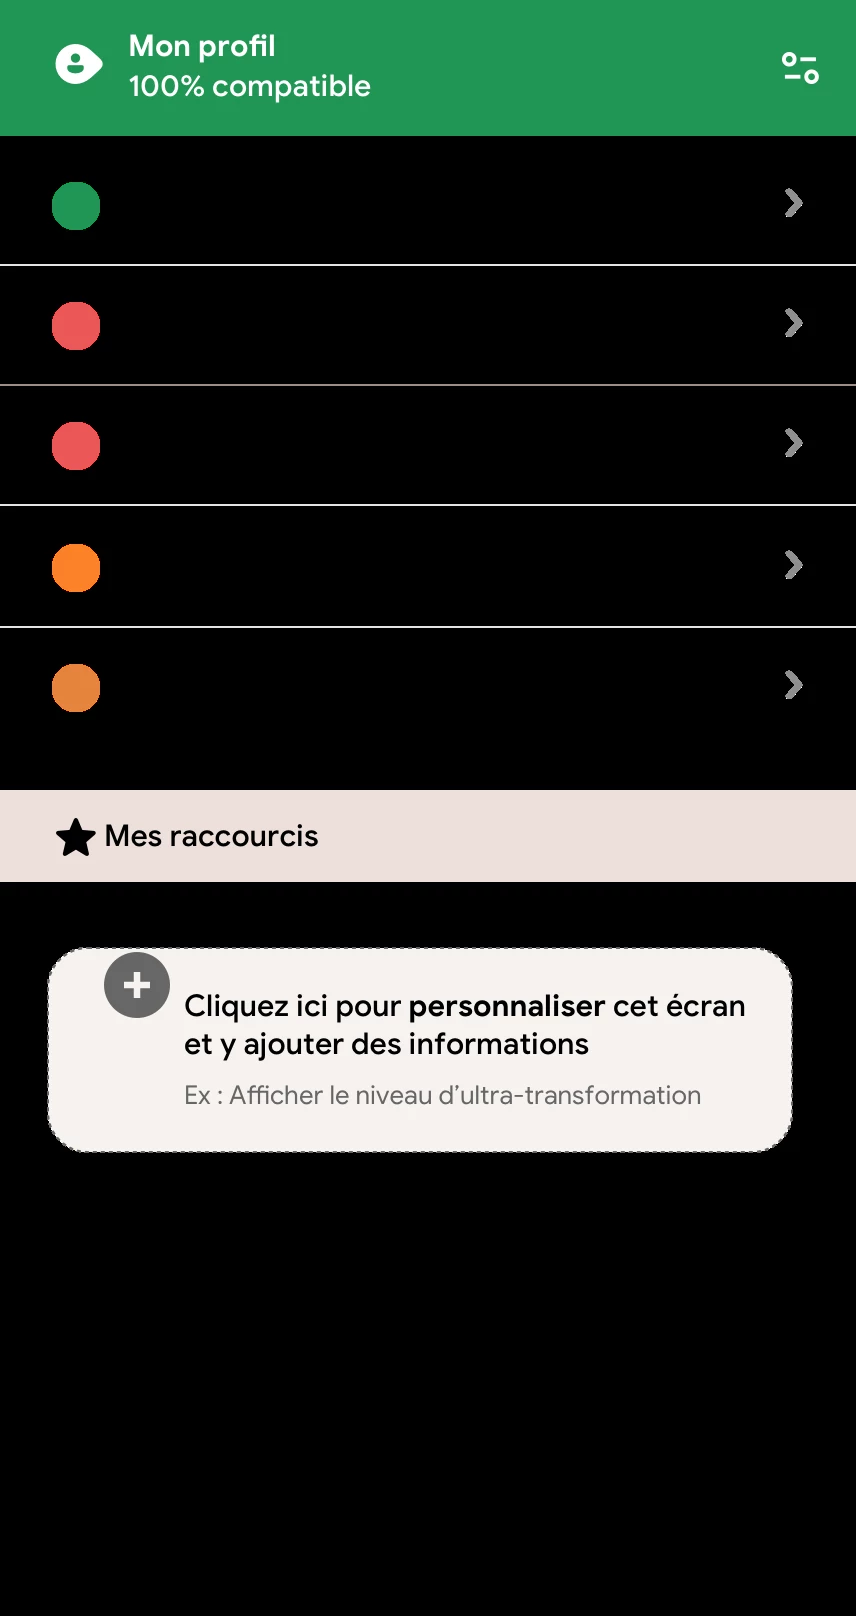 Mon profil
100% compatible
Mes raccourcis
Cliquez ici pour personnaliser cet écran
et y ajouter des informations
Ex : Afficher le niveau d’ultra-transformation